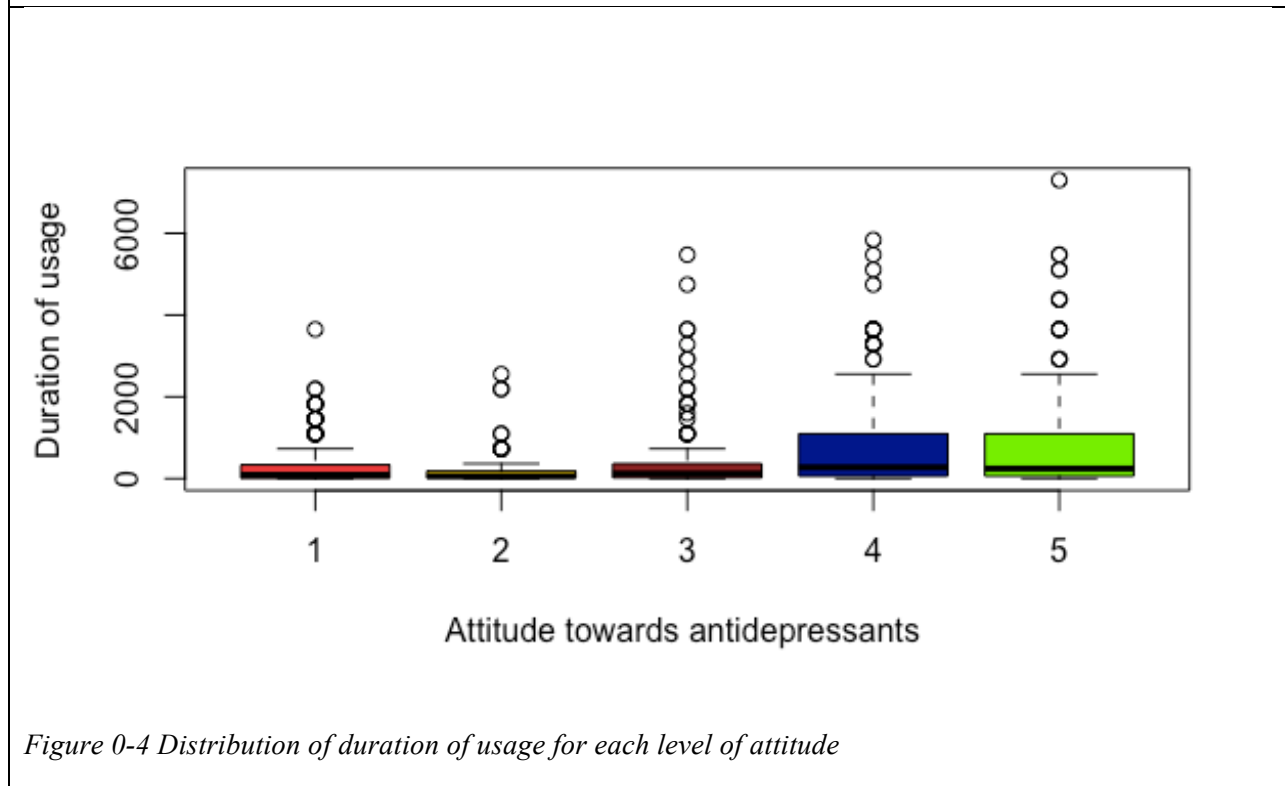 Duration of usage
6000
2000
0
1 2 3 4 5
Attitude towards antidepressants
Figure 0-4 Distribution of duration of usage for each level of attitude